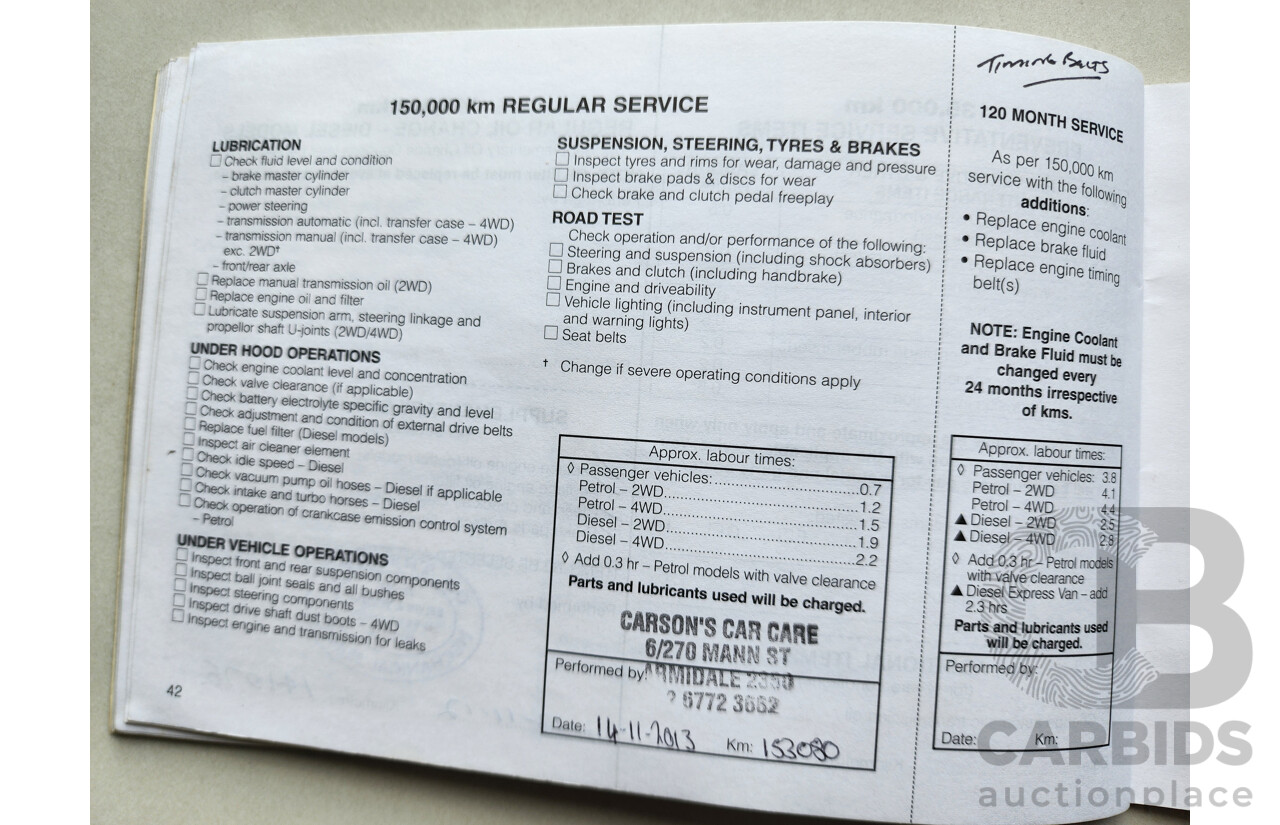 150,000 km REGULAR SERVICE
LUBRICATION
Check fluid level and condition
– brake master cylinder
– clutch master cylinder
– power steering
– transmission automatic (incl. transfer case – 4WD)
– transmission manual (incl. transfer case – 4WD)
exc. 2WD†
– front/rear axle
Replace manual transmission oil (2WD)
Replace engine oil and filter
Lubricate suspension arm, steering linkage and
propellor shaft U-joints (2WD/4WD)
UNDER HOOD OPERATIONS
Check engine coolant level and concentration
Check valve clearance (if applicable)
Check battery electrolyte specific gravity and level
Check adjustment and condition of external drive belts
Replace fuel filter (Diesel models)
Inspect air cleaner element
Check idle speed – Diesel
Check vacuum pump oil hoses – Diesel if applicable
Check intake and turbo horses – Diesel
Check operation of crankcase emission control system
– Petrol
UNDER VEHICLE OPERATIONS
Inspect front and rear suspension components
Inspect ball joint seals and all bushes
Inspect steering components
Inspect drive shaft dust boots – 4WD
Inspect engine and transmission for leaks
42
SUSPENSION, STEERING, TYRES & BRAKES
Inspect tyres and rims for wear, damage and pressure
Inspect brake pads & discs for wear
Check brake and clutch pedal freeplay
ROAD TEST
Check operation and/or performance of the following:
Steering and suspension (including shock absorbers)
Brakes and clutch (including handbrake)
Engine and driveability
Vehicle lighting (including instrument panel, interior
and warning lights)
Seat belts
† Change if severe operating conditions apply
Approx. labour times:
◊ Passenger vehicles:..............................0.7
Petrol – 2WD..........................................1.2
Petrol – 4WD..........................................1.5
Diesel – 2WD.........................................1.9
Diesel – 4WD.........................................2.2
◊ Add 0.3 hr – Petrol models with valve clearance
Parts and lubricants used will be charged.
CARSON'S CAR CARE
6/270 MANN ST
Performed by: ARMIDALE 2350
6772 3662
Date: 14-11-2013 Km: 153080
TIMING BELTS
120 MONTH SERVICE
As per 150,000 km
service with the following
additions:
• Replace engine coolant
• Replace brake fluid
• Replace engine timing
belt(s)
NOTE: Engine Coolant
and Brake Fluid must be
changed every
24 months irrespective
of kms.
Approx. labour times:
◊ Passenger vehicles: 3.8
Petrol – 2WD 4.1
Petrol – 4WD 4.4
▲ Diesel – 2WD 2.5
▲ Diesel – 4WD 2.8
◊ Add 0.3 hr – Petrol models
with valve clearance
▲ Diesel Express Van – add
2.3 hrs
Parts and lubricants used
will be charged.
Performed by:
Date: Km:
CARBIDS
auctionplace